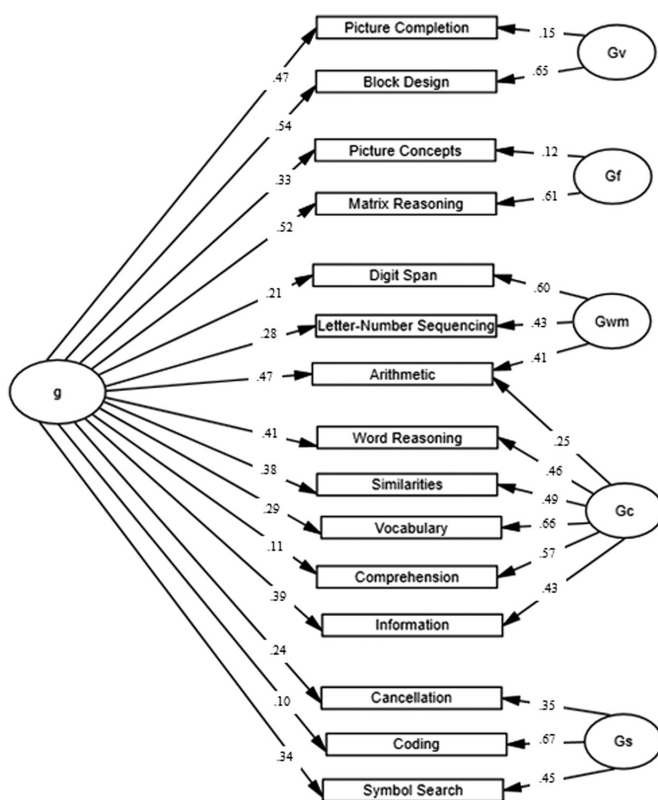 Picture Completion
.15
Gv
.47
.65
Block Design
.54
Picture Concepts
.12
Gf
.33
.61
Matrix Reasoning
.52
Digit Span
.60
.21
Gwm
Letter-Number Sequencing
.43
.28
.41
Arithmetic
.47
g
.25
.41
Word Reasoning
.46
.38
Similarities
.49
Gc
.29
Vocabulary
.66
.11
.57
Comprehension
.39
.43
Information
.24
Cancellation
.35
.10
Gs
Coding
.67
.34
.45
Symbol Search